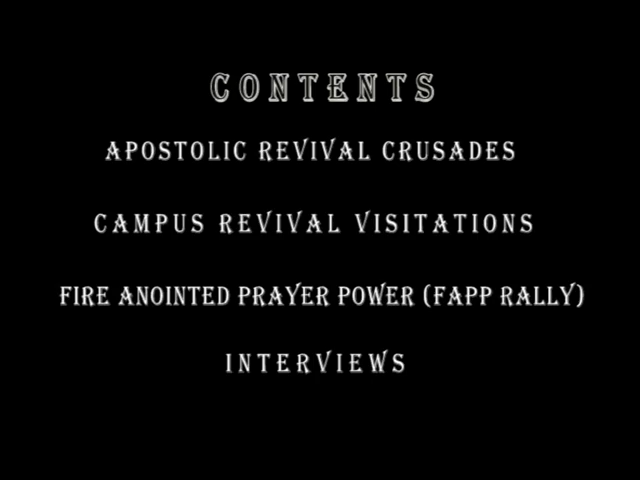 CONTENTS
APOSTOLIC REVIVAL CRUSADES
CAMPUS REVIVAL VISITATIONS
FIRE ANOINTED PRAYER POWER (FAPP RALLY)
INTERVIEWS